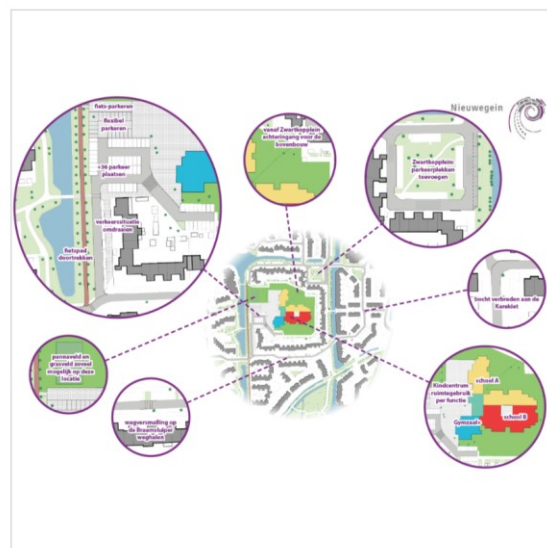 Nieuwegein
fiets parkeren
flexibel
parkeren
+36 parkeer
plaatsen
verkeerssituatie
omdraaien
fietspad
doortrekken
vanaf Zwartkopplein
achteringang voor de
bovenbouw
Zwartkopplein
parkeerplekken
toevoegen
bocht verbreden aan de
Karekiet
pannaveld en
grasveld zoveel
mogelijk op deze
locatie
wegversmalling op
de Braamsluiper
weghalen
Kindcentrum
ruimtegebruik
per functie
school A
school B
Gymzaal